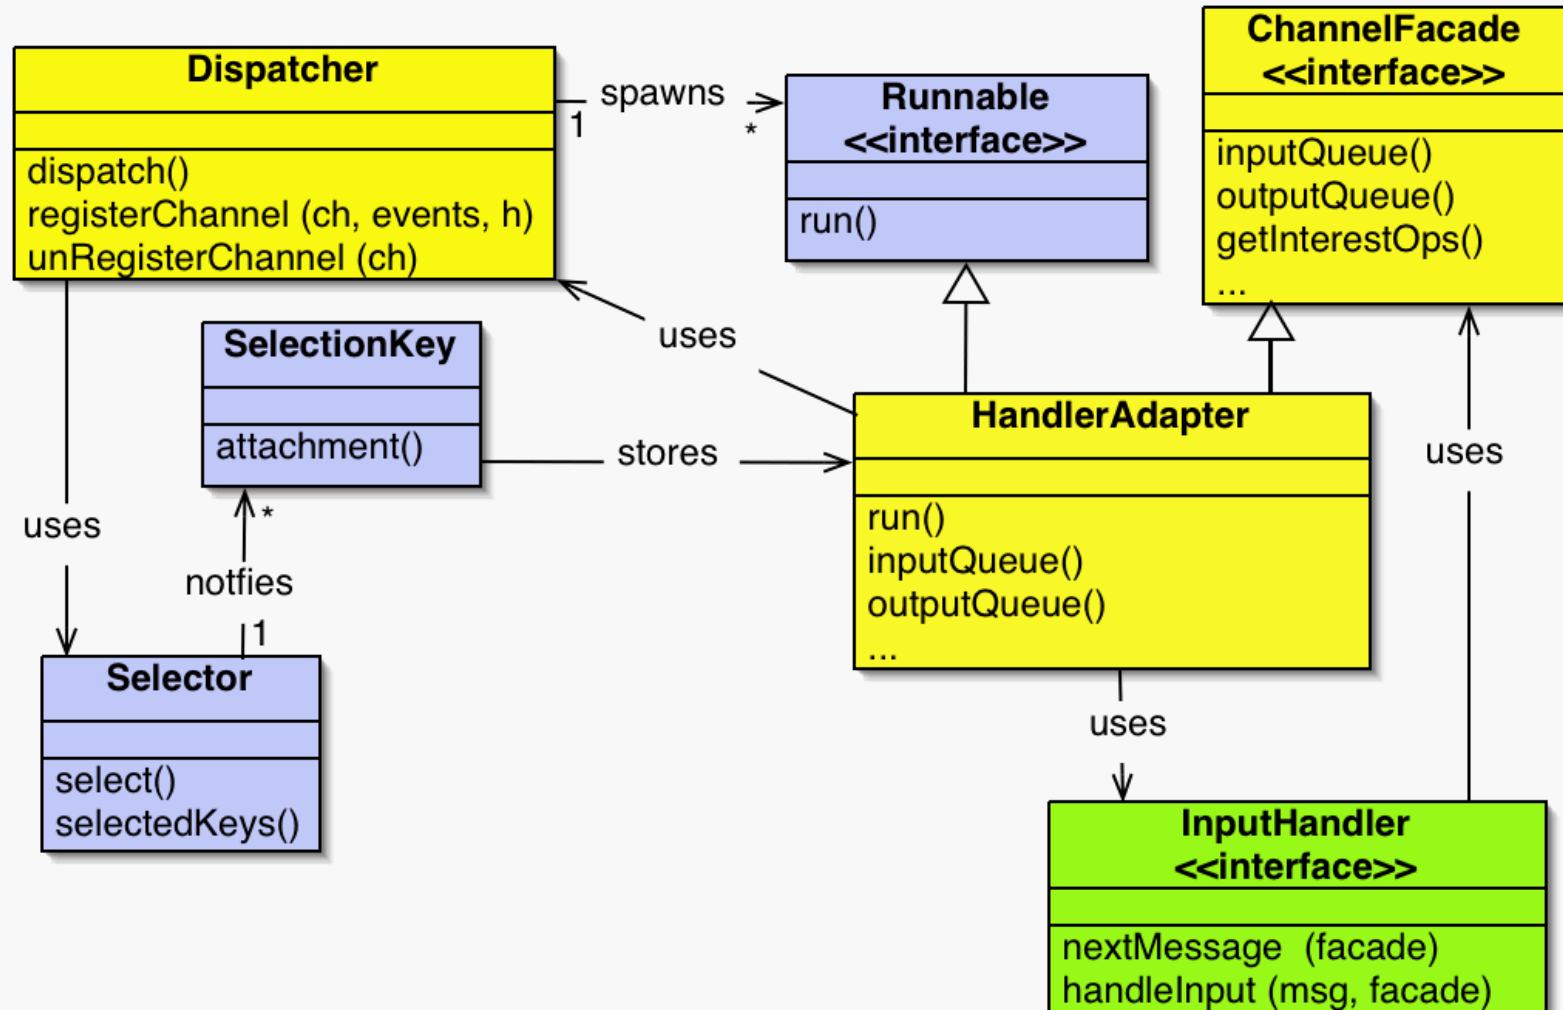 Dispatcher
dispatch()
registerChannel (ch, events, h)
unRegisterChannel (ch)
1
spawns
*
Runnable
<<interface>>
run()
ChannelFacade
<<interface>>
inputQueue()
outputQueue()
getInterestOps()
...
uses
SelectionKey
attachment()
stores
HandlerAdapter
run()
inputQueue()
outputQueue()
...
uses
uses
*
notfies
1
Selector
select()
selectedKeys()
uses
InputHandler
<<interface>>
nextMessage  (facade)
handleInput (msg, facade)